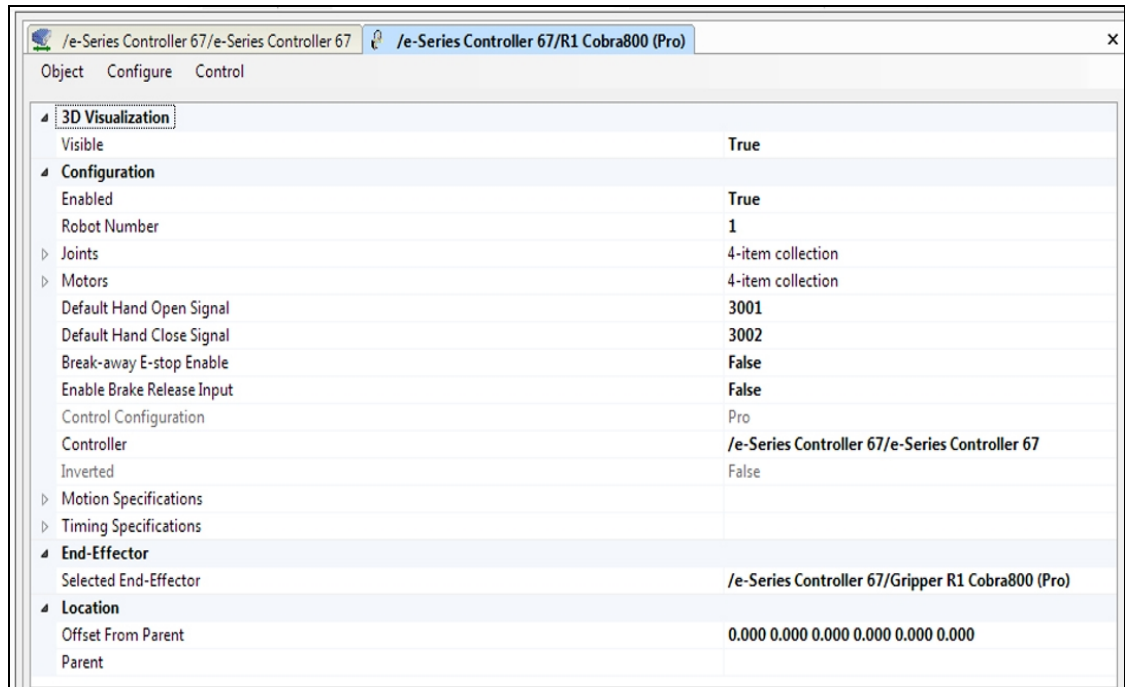 /e-Series Controller 67/e-Series Controller 67 /e-Series Controller 67/R1 Cobra800 (Pro) x
Object Configure Control
3D Visualization
Visible True
Configuration
Enabled True
Robot Number 1
Joints 4-item collection
Motors 4-item collection
Default Hand Open Signal 3001
Default Hand Close Signal 3002
Break-away E-stop Enable False
Enable Brake Release Input False
Control Configuration Pro
Controller /e-Series Controller 67/e-Series Controller 67
Inverted False
Motion Specifications
Timing Specifications
End-Effector
Selected End-Effector /e-Series Controller 67/Gripper R1 Cobra800 (Pro)
Location
Offset From Parent 0.000 0.000 0.000 0.000 0.000 0.000
Parent